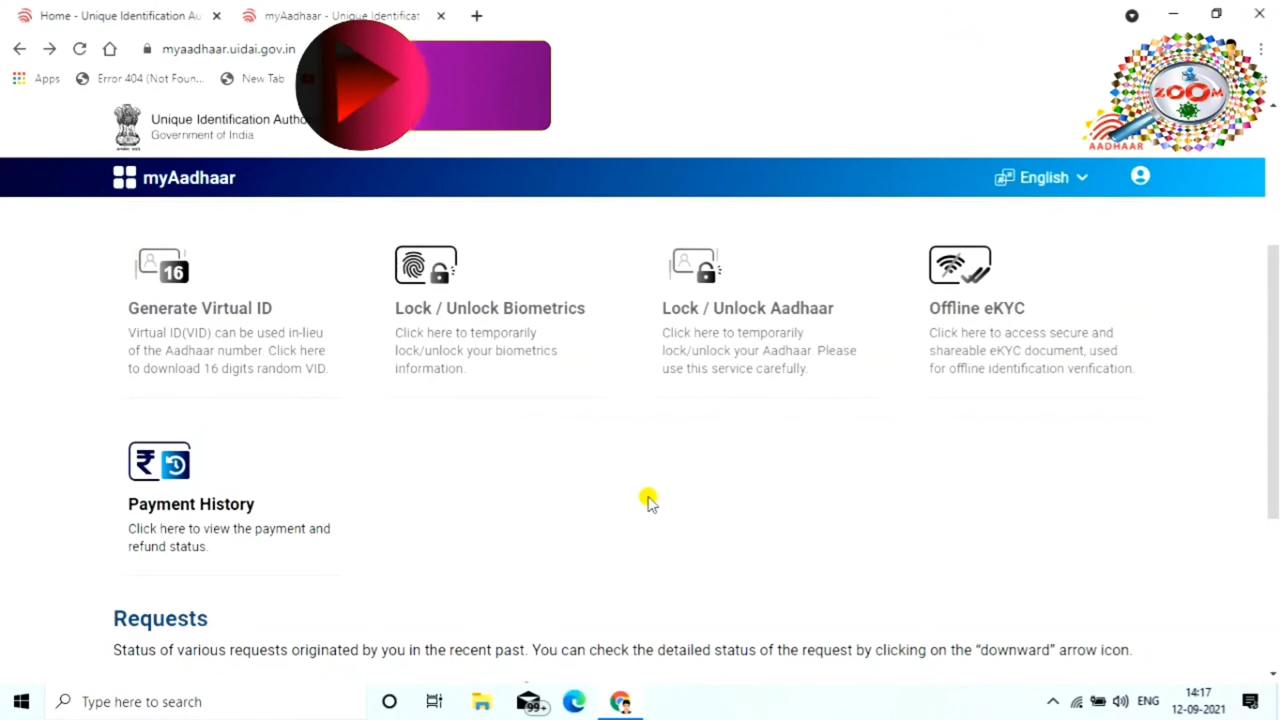 Home - Unique Identification Au
myAadhaar - Unique Identificat
myaadhaar.uidai.gov.in
Apps
Error 404 (Not Foun...
New Tab
ZOOM
AADHAAR
Unique Identification Autho
Government of India
myAadhaar
English
16
Generate Virtual ID
Virtual ID(VID) can be used in-lieu
of the Aadhaar number. Click here
to download 16 digits random VID.
Lock / Unlock Biometrics
Click here to temporarily
lock/unlock your biometrics
information.
Lock / Unlock Aadhaar
Click here to temporarily
lock/unlock your Aadhaar. Please
use this service carefully.
Offline eKYC
Click here to access secure and
shareable eKYC document, used
for offline identification verification.
₹
Payment History
Click here to view the payment and
refund status.
Requests
Status of various requests originated by you in the recent past. You can check the detailed status of the request by clicking on the “downward” arrow icon.
Type here to search
99+
ENG
14:17
12-09-2021